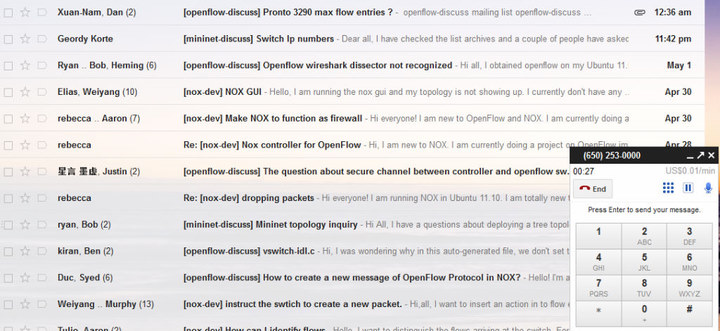 Xuan-Nam, Dan (2) [openflow-discuss] Pronto 3290 max flow entries ? - openflow-discuss mailing list openflow-discuss ... 12:36 am
Geordy Korte [mininet-discuss] Switch Ip numbers - Dear all, I have checked the list archives and a couple of people have asked 11:42 pm
Ryan .. Bob, Heming (6) [openflow-discuss] Openflow wireshark dissector not recognized - Hi all, I obtained openflow on my Ubuntu 11. May 1
Elias, Weiyang (10) [nox-dev] NOX GUI - Hello, I am running the nox gui and my topology is not showing up. I currently don't have any ... Apr 30
rebecca .. Aaron (7) [nox-dev] Make NOX to function as firewall - Hi everyone! I am new to OpenFlow and NOX. I am currently doing a Apr 30
rebecca Re: [nox-dev] Nox controller for OpenFlow - Hi, I am new to NOX. I am currently doing a project on OpenFlow im Apr 28
(650) 253-0000
星言 墨虚, Justin (2) [openflow-discuss] The question about secure channel between controller and openflow sw...
00:27 US$0.01/min
rebecca Re: [nox-dev] dropping packets - Hi everyone! I am running NOX in Ubuntu 11.10. I am totally new t
End
Press Enter to send your message.
ryan, Bob (2) [mininet-discuss] Mininet topology inquiry - Hi All, I have a questions about deploying a tree topol
1 2 ABC 3 DEF
kiran, Ben (2) [openflow-discuss] vswitch-idl.c - Hi, I was wondering why in this auto-generated file, we don't set t
4 GHI 5 JKL 6 MNO
Duc, Syed (6) [openflow-discuss] How to create a new message of OpenFlow Protocol in NOX? - Hello! I'm a
7 PQRS 8 TUV 9 WXYZ
Weiyang .. Murphy (13) [nox-dev] instruct the swtich to create a new packet. - Hi,all, I want to insert an action to flow e
* 0 + #
Tulio, Aaron (2) [nox-dev] How can I identify flows - Hello, I want to distinguish the flows arriving at the switch. For